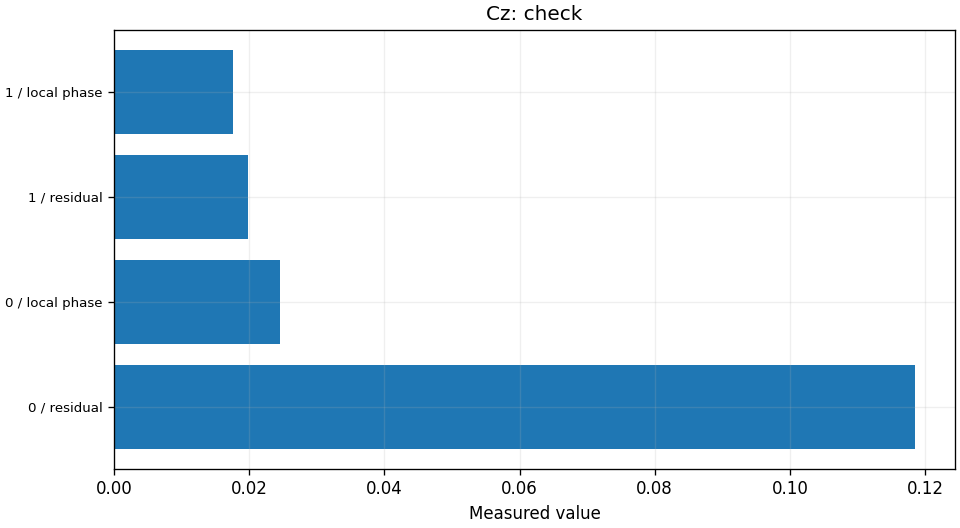 Cz: check
1 / local phase
1 / residual
0 / local phase
0 / residual
0.00 0.02 0.04 0.06 0.08 0.10 0.12
Measured value